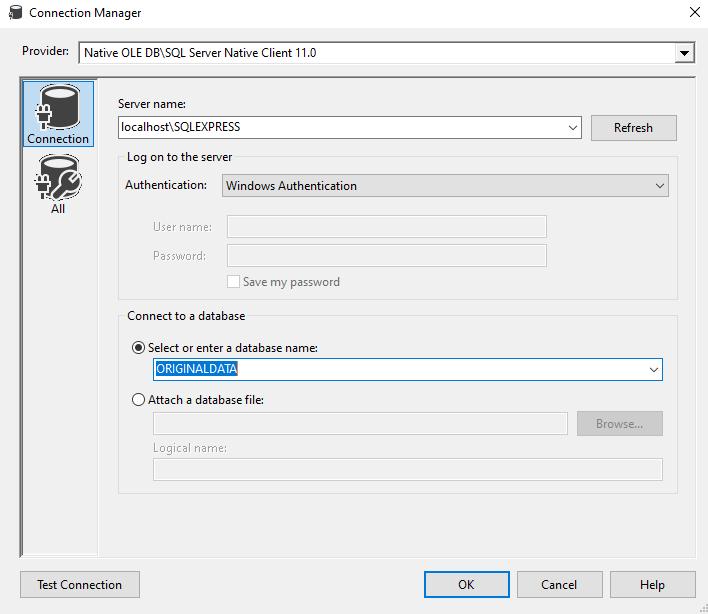 Connection Manager
Provider: Native OLE DB\SQL Server Native Client 11.0
Connection
All
Server name:
localhost\SQLEXPRESS
Refresh
Log on to the server
Authentication: Windows Authentication
User name:
Password:
Save my password
Connect to a database
Select or enter a database name:
ORIGINALDATA
Attach a database file:
Browse...
Logical name:
Test Connection
OK
Cancel
Help